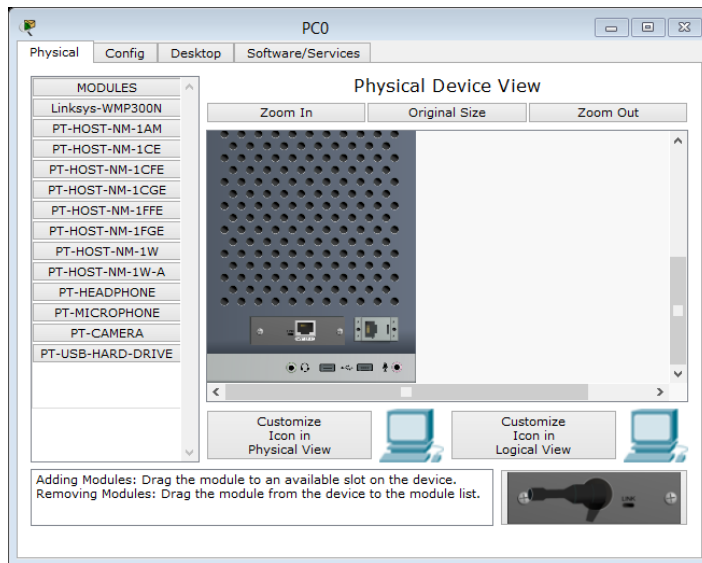 PC0
Physical
Config
Desktop
Software/Services
MODULES
Linksys-WMP300N
PT-HOST-NM-1AM
PT-HOST-NM-1CE
PT-HOST-NM-1CFE
PT-HOST-NM-1CGE
PT-HOST-NM-1FFE
PT-HOST-NM-1FGE
PT-HOST-NM-1W
PT-HOST-NM-1W-A
PT-HEADPHONE
PT-MICROPHONE
PT-CAMERA
PT-USB-HARD-DRIVE
Physical Device View
Zoom In
Original Size
Zoom Out
Customize
Icon in
Physical View
Customize
Icon in
Logical View
Adding Modules: Drag the module to an available slot on the device.
Removing Modules: Drag the module from the device to the module list.
LINK